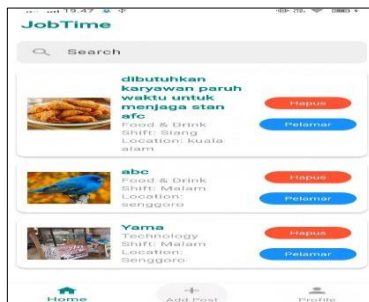 19.47
JobTime
Search
dibutuhkan
karyawan paruh
waktu untuk
menjaga stan
afc
Food & Drink
Shift: Siang
Location: kuala
alam
Hapus
Pelamar
abc
Food & Drink
Shift: Malam
Location:
senggoro
Hapus
Pelamar
Yama
Technology
Shift: Malam
Location:
Senggoro
Hapus
Pelamar
Home
Add Post
Profile